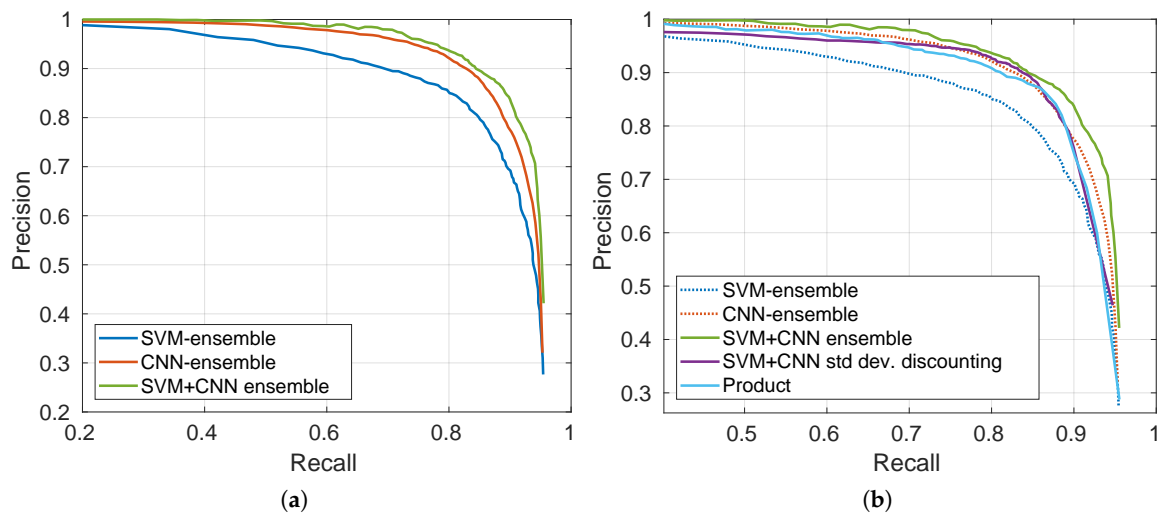 1
0.9
0.8
0.7
0.6
0.5
0.4
0.3
0.2
Precision
0.2
0.4
0.6
0.8
1
Recall
SVM-ensemble
CNN-ensemble
SVM+CNN ensemble
(a)
1
0.9
0.8
0.7
0.6
0.5
0.4
0.3
Precision
0.5
0.6
0.7
0.8
0.9
1
Recall
SVM-ensemble
CNN-ensemble
SVM+CNN ensemble
SVM+CNN std dev. discounting
Product
(b)